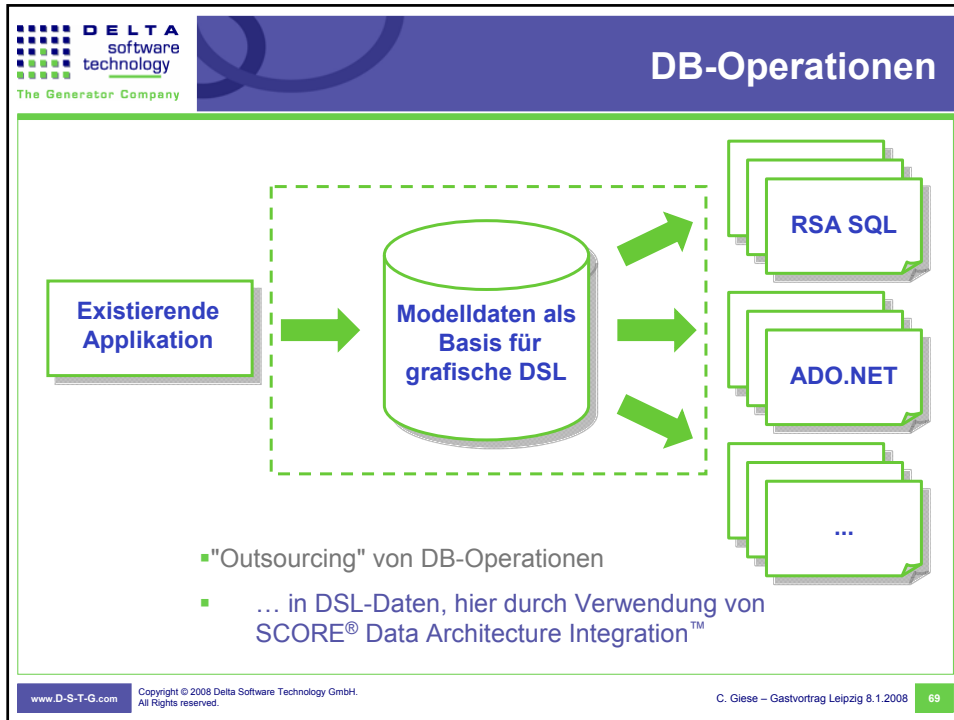 DELTA
software
technology
The Generator Company
DB-Operationen
Existierende
Applikation
Modelldaten als
Basis für
grafische DSL
RSA SQL
ADO.NET
...
▪"Outsourcing" von DB-Operationen
▪ … in DSL-Daten, hier durch Verwendung von
SCORE® Data Architecture Integration™
www.D-S-T-G.com
Copyright © 2008 Delta Software Technology GmbH.
All Rights reserved.
C. Giese – Gastvortrag Leipzig 8.1.2008
69